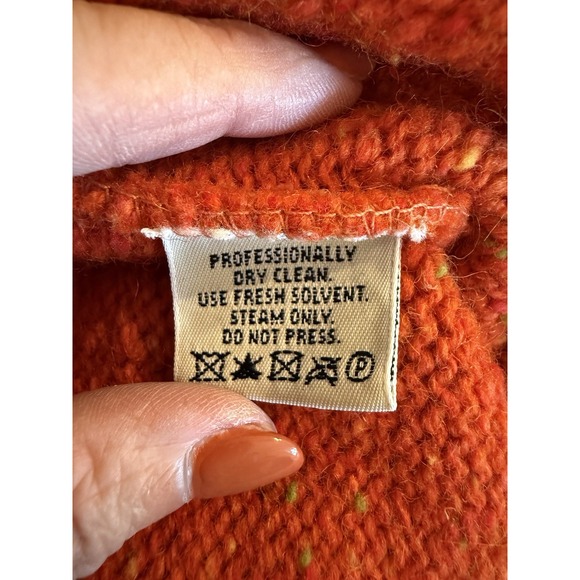 PROFESSIONALLY
DRY CLEAN.
USE FRESH SOLVENT.
STEAM ONLY.
DO NOT PRESS.
P